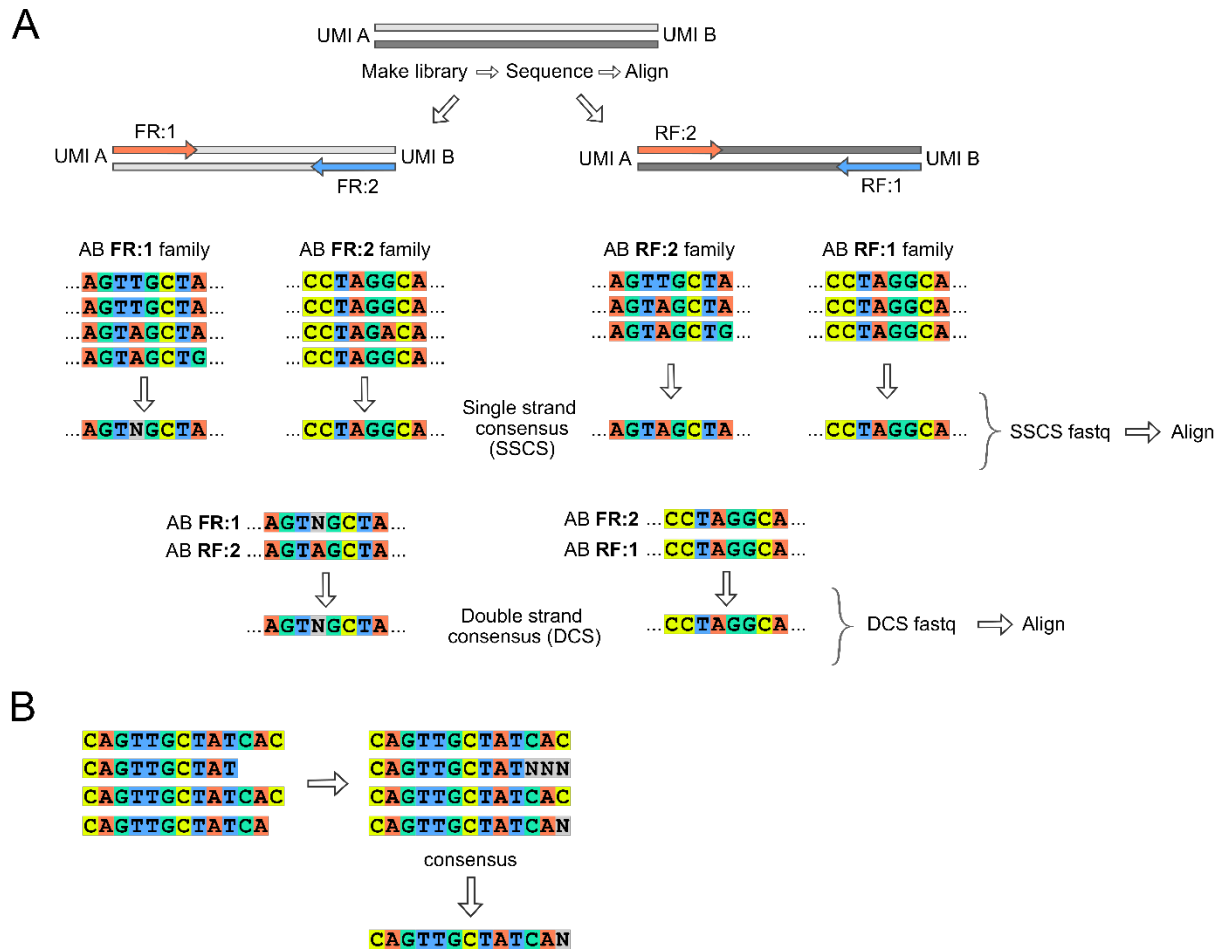 A
UMI A
UMI B
Make library ⇨ Sequence ⇨ Align
FR:1
UMI A
UMI B
FR:2
RF:2
UMI A
UMI B
RF:1
AB FR:1 family
AB FR:2 family
AB RF:2 family
AB RF:1 family
...AGTTGCTA...
...CCTAGGCA...
...AGTTGCTA...
...CCTAGGCA...
...AGTTGCTA...
...CCTAGGCA...
...AGTAGCTA...
...CCTAGGCA...
...AGTAGCTA...
...CCTAGACA...
...AGTAGCTG...
...CCTAGGCA...
...AGTAGCTG...
...CCTAGGCA...
...AGTNGCTA...
...CCTAGGCA...
Single strand
consensus
(SSCS)
...AGTAGCTA...
...CCTAGGCA...
SSCS fastq ⇨ Align
AB FR:1 ...AGTNGCTA...
AB RF:2 ...AGTAGCTA...
AB FR:2 ...CCTAGGCA...
AB RF:1 ...CCTAGGCA...
...AGTNGCTA...
Double strand
consensus (DCS)
...CCTAGGCA...
DCS fastq ⇨ Align
B
CAGTTGCTATCAC
CAGTTGCTAT
CAGTTGCTATCAC
CAGTTGCTATCA
CAGTTGCTATCAC
CAGTTGCTATNNN
CAGTTGCTATCAC
CAGTTGCTATCAN
consensus
CAGTTGCTATCAN